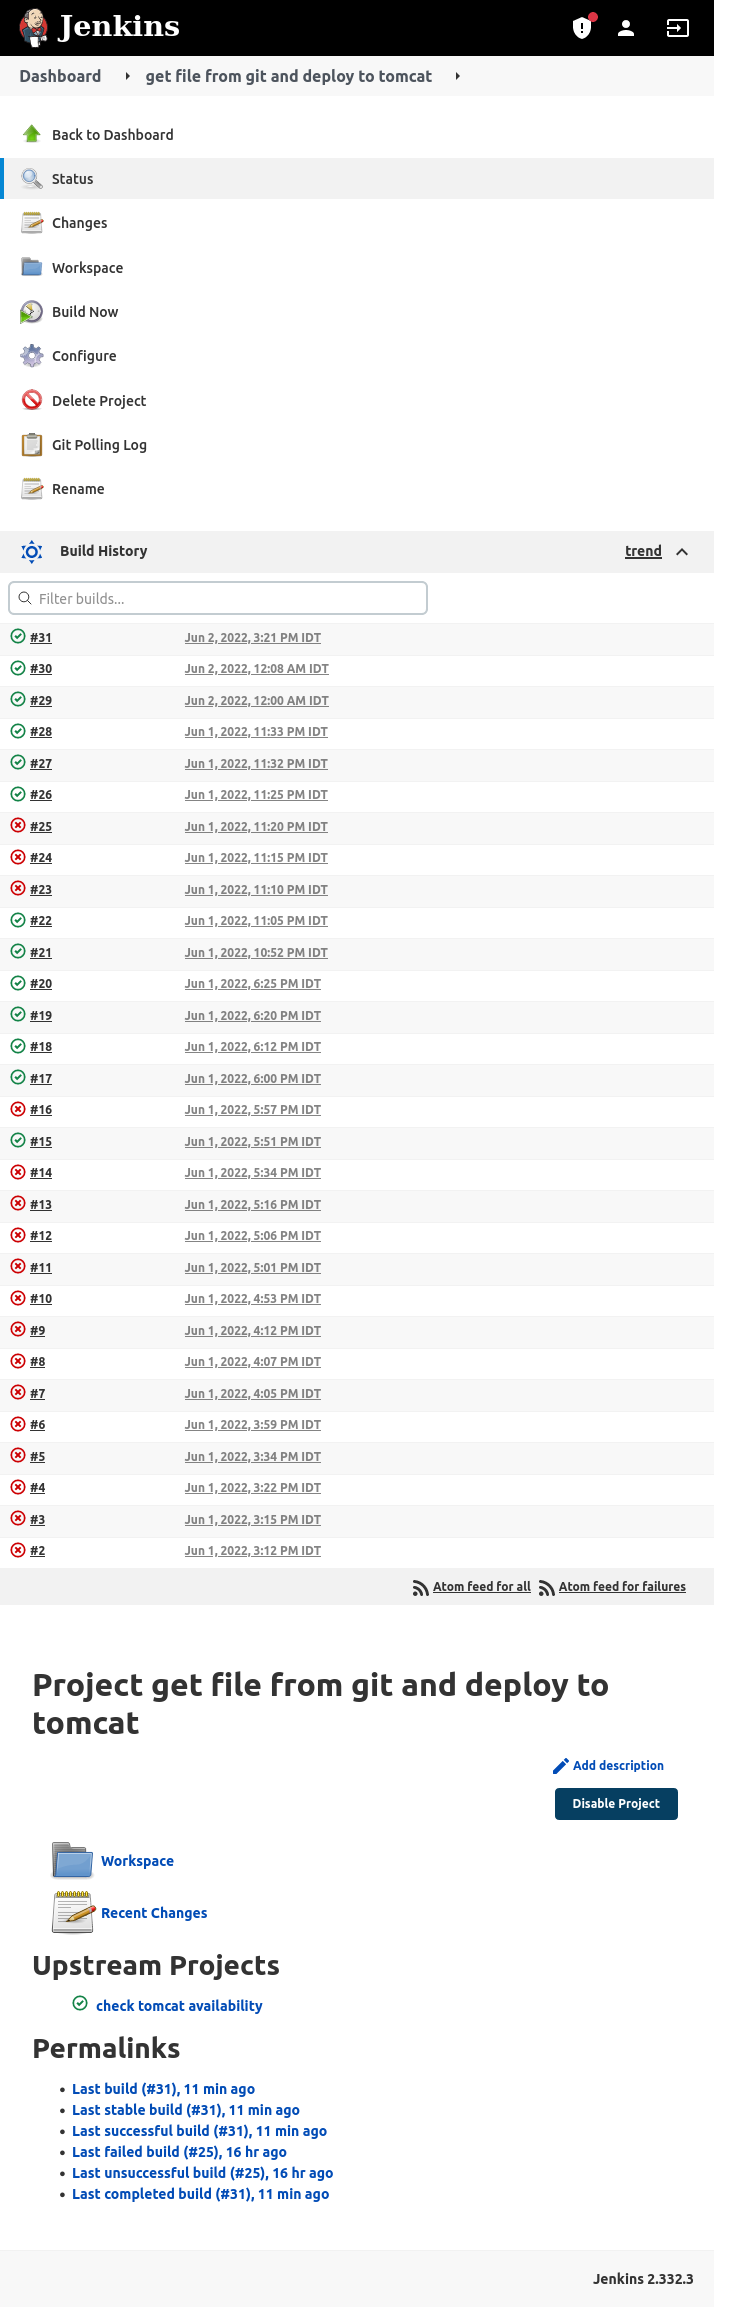 Jenkins
Dashboard get file from git and deploy to tomcat
Back to Dashboard
Status
Changes
Workspace
Build Now
Configure
Delete Project
Git Polling Log
Rename
Build History trend
Filter builds...
#31 Jun 2, 2022, 3:21 PM IDT
#30 Jun 2, 2022, 12:08 AM IDT
#29 Jun 2, 2022, 12:00 AM IDT
#28 Jun 1, 2022, 11:33 PM IDT
#27 Jun 1, 2022, 11:32 PM IDT
#26 Jun 1, 2022, 11:25 PM IDT
#25 Jun 1, 2022, 11:20 PM IDT
#24 Jun 1, 2022, 11:15 PM IDT
#23 Jun 1, 2022, 11:10 PM IDT
#22 Jun 1, 2022, 11:05 PM IDT
#21 Jun 1, 2022, 10:52 PM IDT
#20 Jun 1, 2022, 6:25 PM IDT
#19 Jun 1, 2022, 6:20 PM IDT
#18 Jun 1, 2022, 6:12 PM IDT
#17 Jun 1, 2022, 6:00 PM IDT
#16 Jun 1, 2022, 5:57 PM IDT
#15 Jun 1, 2022, 5:51 PM IDT
#14 Jun 1, 2022, 5:34 PM IDT
#13 Jun 1, 2022, 5:16 PM IDT
#12 Jun 1, 2022, 5:06 PM IDT
#11 Jun 1, 2022, 5:01 PM IDT
#10 Jun 1, 2022, 4:53 PM IDT
#9 Jun 1, 2022, 4:12 PM IDT
#8 Jun 1, 2022, 4:07 PM IDT
#7 Jun 1, 2022, 4:05 PM IDT
#6 Jun 1, 2022, 3:59 PM IDT
#5 Jun 1, 2022, 3:34 PM IDT
#4 Jun 1, 2022, 3:22 PM IDT
#3 Jun 1, 2022, 3:15 PM IDT
#2 Jun 1, 2022, 3:12 PM IDT
Atom feed for all Atom feed for failures
Project get file from git and deploy to
tomcat
Add description
Disable Project
Workspace
Recent Changes
Upstream Projects
check tomcat availability
Permalinks
• Last build (#31), 11 min ago
• Last stable build (#31), 11 min ago
• Last successful build (#31), 11 min ago
• Last failed build (#25), 16 hr ago
• Last unsuccessful build (#25), 16 hr ago
• Last completed build (#31), 11 min ago
Jenkins 2.332.3